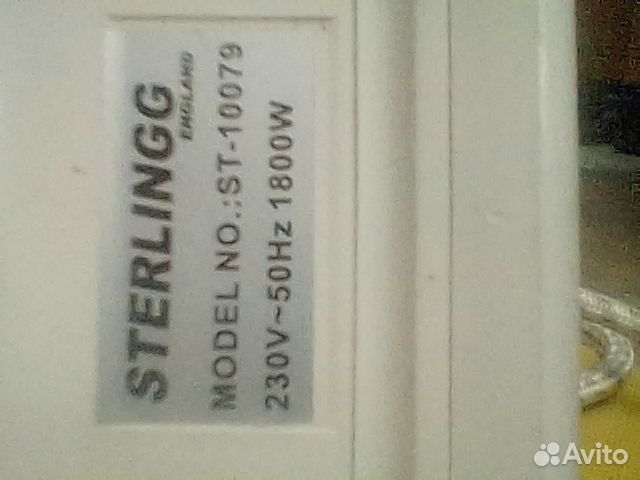 STERLINGG
ENGLAND
MODEL NO.:ST-10079
230V~50Hz 1800W
Avito